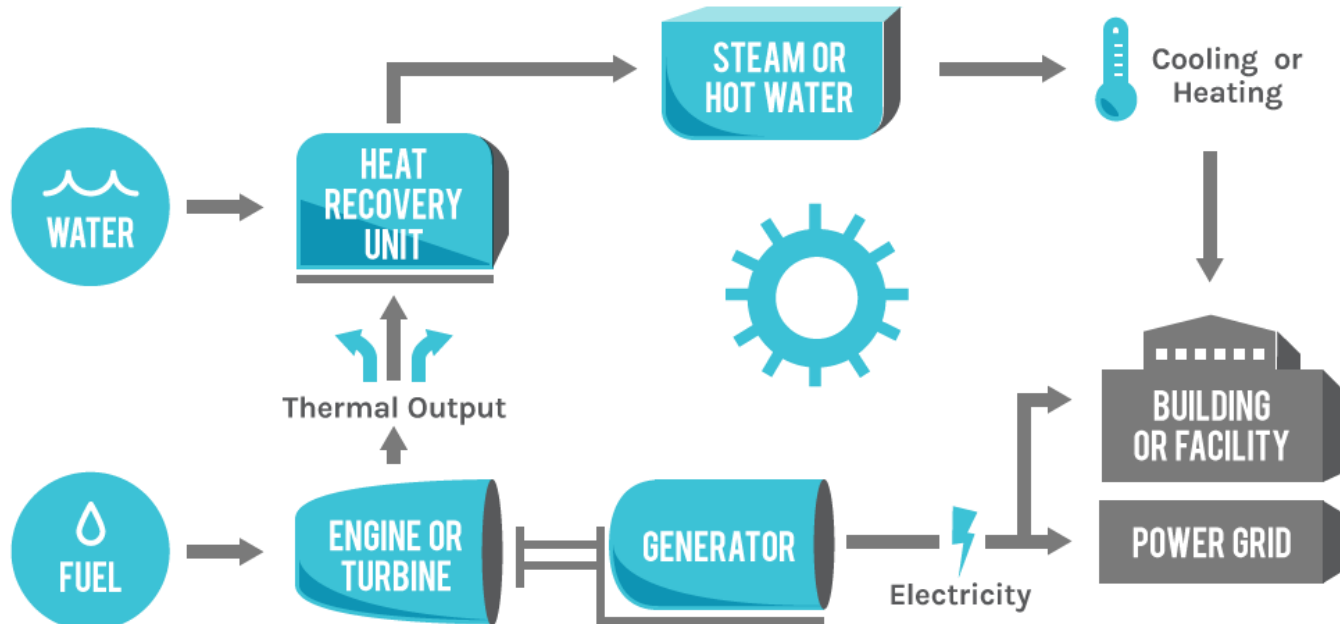 STEAM OR
HOT WATER
Cooling or
Heating
HEAT
RECOVERY
UNIT
WATER
Thermal Output
BUILDING
OR FACILITY
FUEL
ENGINE OR
TURBINE
GENERATOR
POWER GRID
Electricity